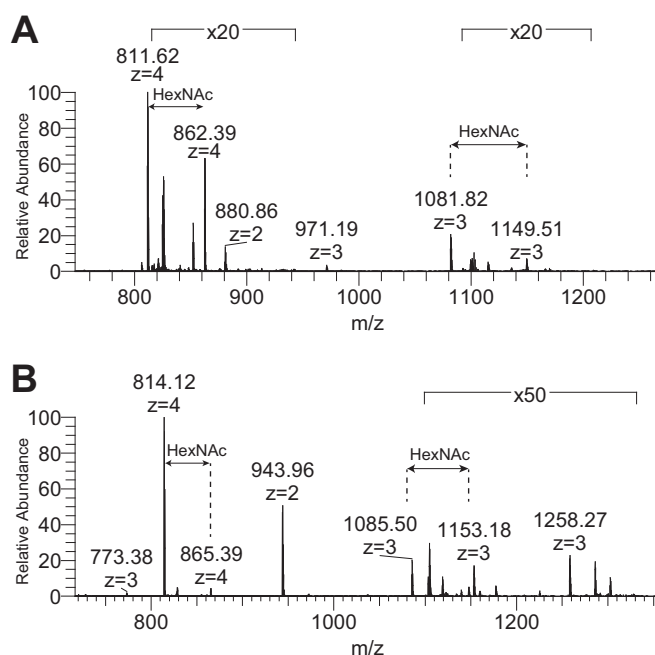 A
x20
x20
811.62
z=4
HexNAc
862.39
z=4
880.86
z=2
971.19
z=3
HexNAc
1081.82
z=3
1149.51
z=3
Relative Abundance
100
80
60
40
20
0
800
900
1000
1100
1200
m/z
B
814.12
z=4
x50
HexNAc
943.96
z=2
HexNAc
773.38
z=3
865.39
z=4
1085.50
z=3
1153.18
z=3
1258.27
z=3
Relative Abundance
100
80
60
40
20
0
800
1000
1200
m/z